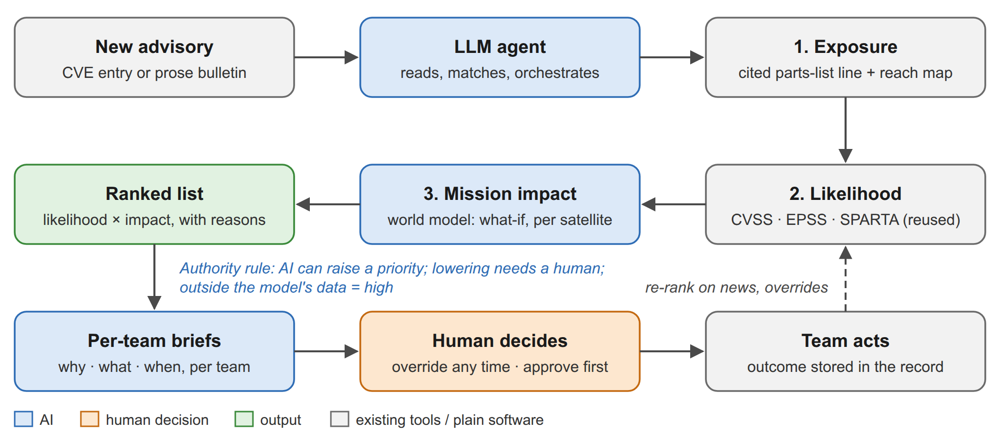 New advisory
CVE entry or prose bulletin
LLM agent
reads, matches, orchestrates
1. Exposure
cited parts-list line + reach map
Ranked list
likelihood × impact, with reasons
3. Mission impact
world model: what-if, per satellite
2. Likelihood
CVSS · EPSS · SPARTA (reused)
Authority rule: AI can raise a priority; lowering needs a human;
outside the model's data = high
re-rank on news, overrides
Per-team briefs
why · what · when, per team
Human decides
override any time · approve first
Team acts
outcome stored in the record
AI
human decision
output
existing tools / plain software